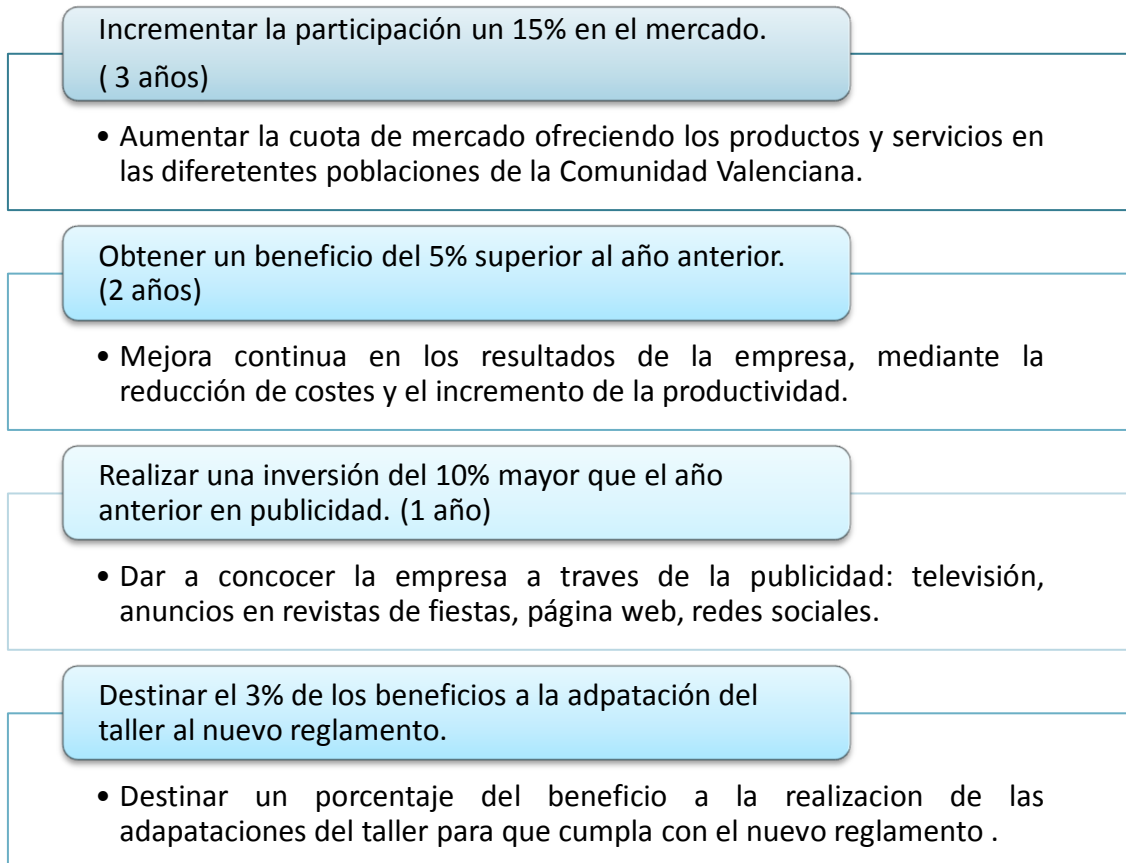 Incrementar la participación un 15% en el mercado.
( 3 años)
• Aumentar la cuota de mercado ofreciendo los productos y servicios en
las diferetentes poblaciones de la Comunidad Valenciana.
Obtener un beneficio del 5% superior al año anterior.
(2 años)
• Mejora continua en los resultados de la empresa, mediante la
reducción de costes y el incremento de la productividad.
Realizar una inversión del 10% mayor que el año
anterior en publicidad. (1 año)
• Dar a concocer la empresa a traves de la publicidad: televisión,
anuncios en revistas de fiestas, página web, redes sociales.
Destinar el 3% de los beneficios a la adpatación del
taller al nuevo reglamento.
• Destinar un porcentaje del beneficio a la realizacion de las
adapataciones del taller para que cumpla con el nuevo reglamento .